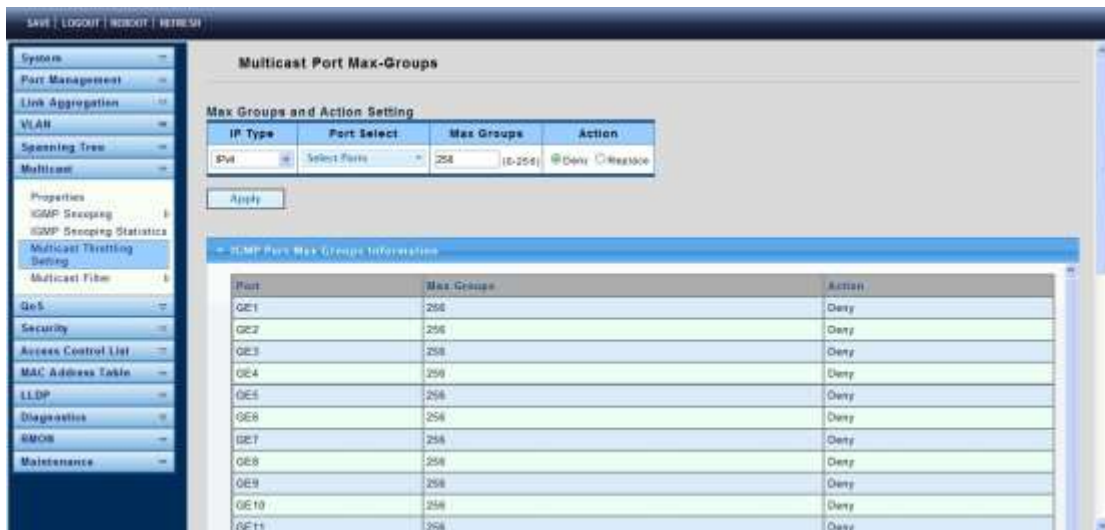 SAVE | LOGOUT | REBOOT | REFRESH
System
Port Management
Link Aggregation
VLAN
Spanning Tree
Multicast
Properties
IGMP Snooping
IGMP Snooping Statistics
Multicast Throttling Setting
Multicast Filter
QoS
Security
Access Control List
MAC Address Table
LLDP
Diagnostics
RMON
Maintenance
Multicast Port Max-Groups
Max Groups and Action Setting
IP Type Port Select Max Groups Action
IPv4 Select Ports 256 (0-256) Deny Replace
Apply
IGMP Port Max Groups Information
Port Max Groups Action
GE1 256 Deny
GE2 256 Deny
GE3 256 Deny
GE4 256 Deny
GE5 256 Deny
GE6 256 Deny
GE7 256 Deny
GE8 256 Deny
GE9 256 Deny
GE10 256 Deny
GE11 256 Deny